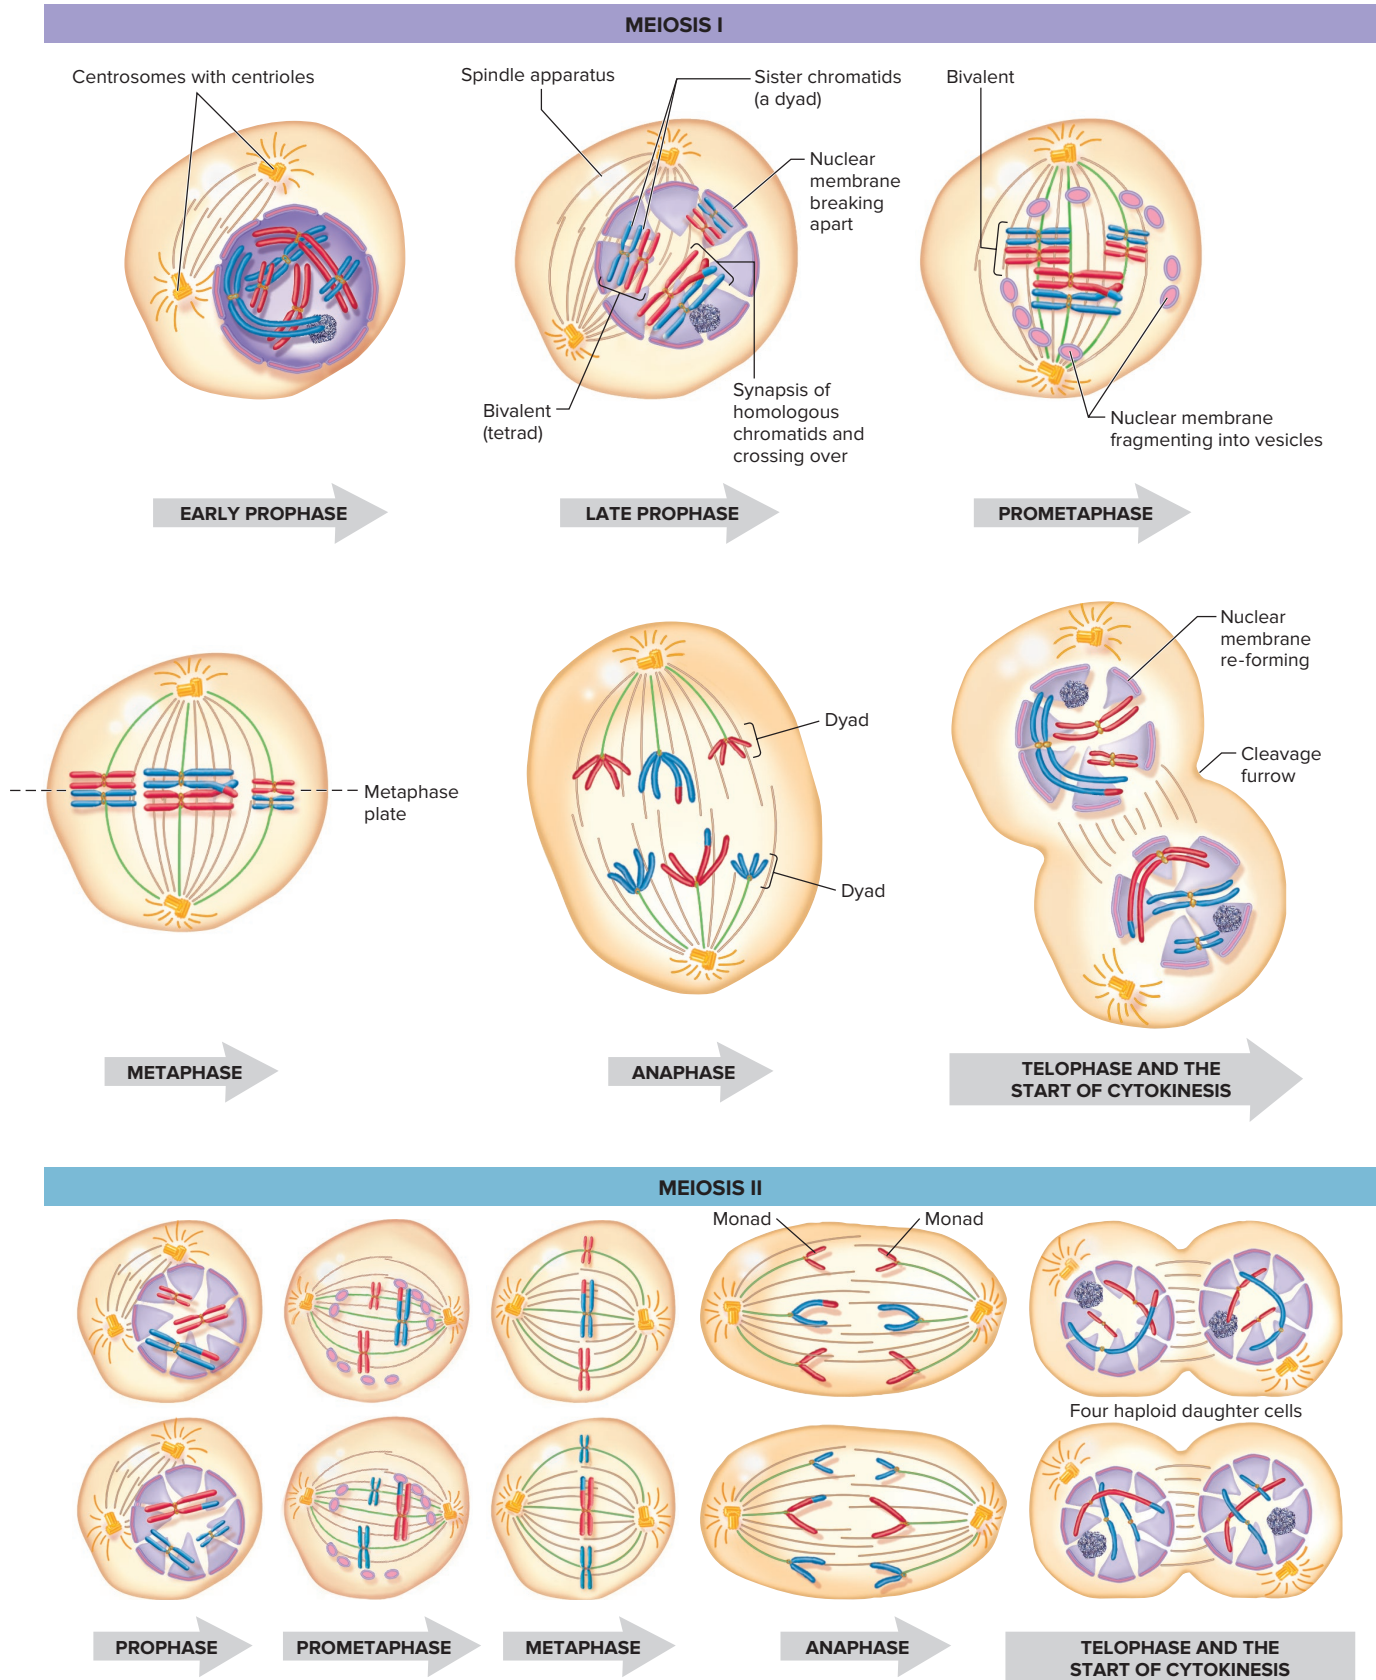 MEIOSIS I
Centrosomes with centrioles
Spindle apparatus
Sister chromatids
(a dyad)
Nuclear
membrane
breaking
apart
Bivalent
(tetrad)
Synapsis of
homologous
chromatids and
crossing over
Bivalent
Nuclear membrane
fragmenting into vesicles
EARLY PROPHASE
LATE PROPHASE
PROMETAPHASE
Metaphase
plate
Dyad
Dyad
Nuclear
membrane
re-forming
Cleavage
furrow
METAPHASE
ANAPHASE
TELOPHASE AND THE
START OF CYTOKINESIS
MEIOSIS II
Monad
Monad
Four haploid daughter cells
PROPHASE
PROMETAPHASE
METAPHASE
ANAPHASE
TELOPHASE AND THE
START OF CYTOKINESIS